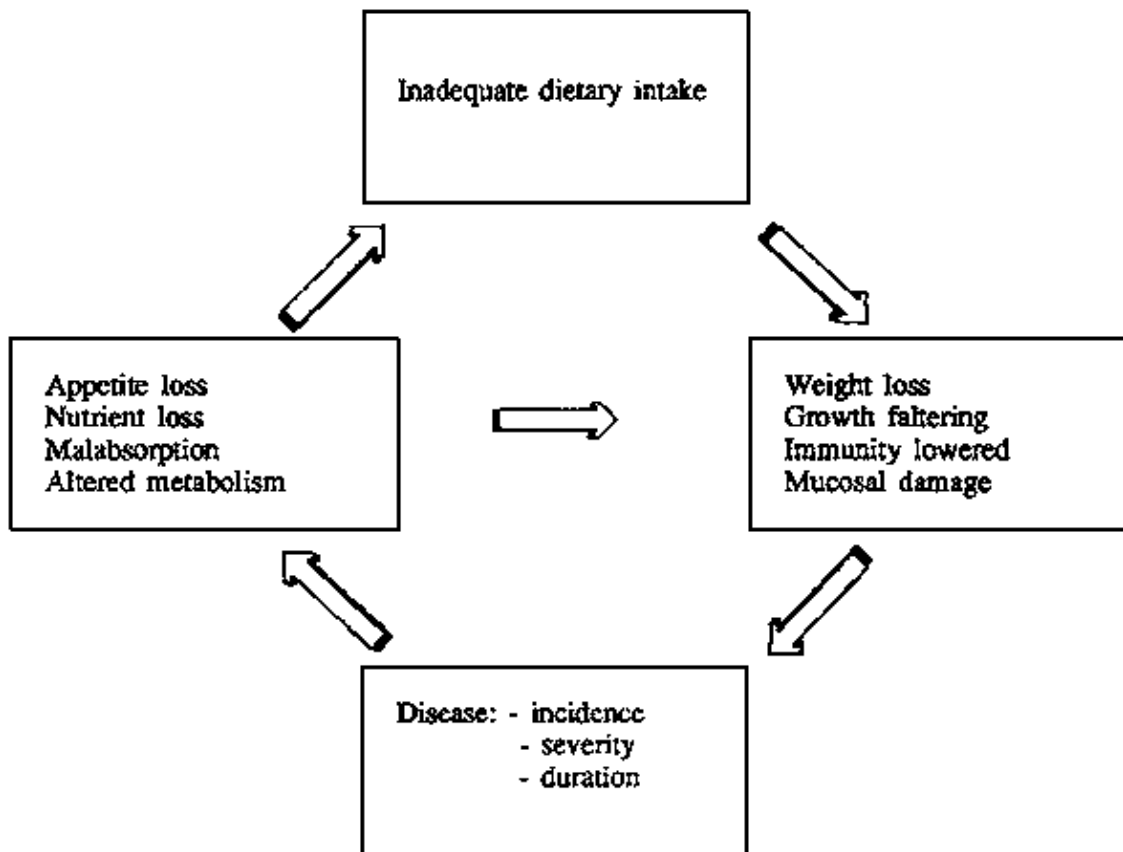 Inadequate dietary intake
Appetite loss
Nutrient loss
Malabsorption
Altered metabolism
Weight loss
Growth faltering
Immunity lowered
Mucosal damage
Disease: - incidence
- severity
- duration